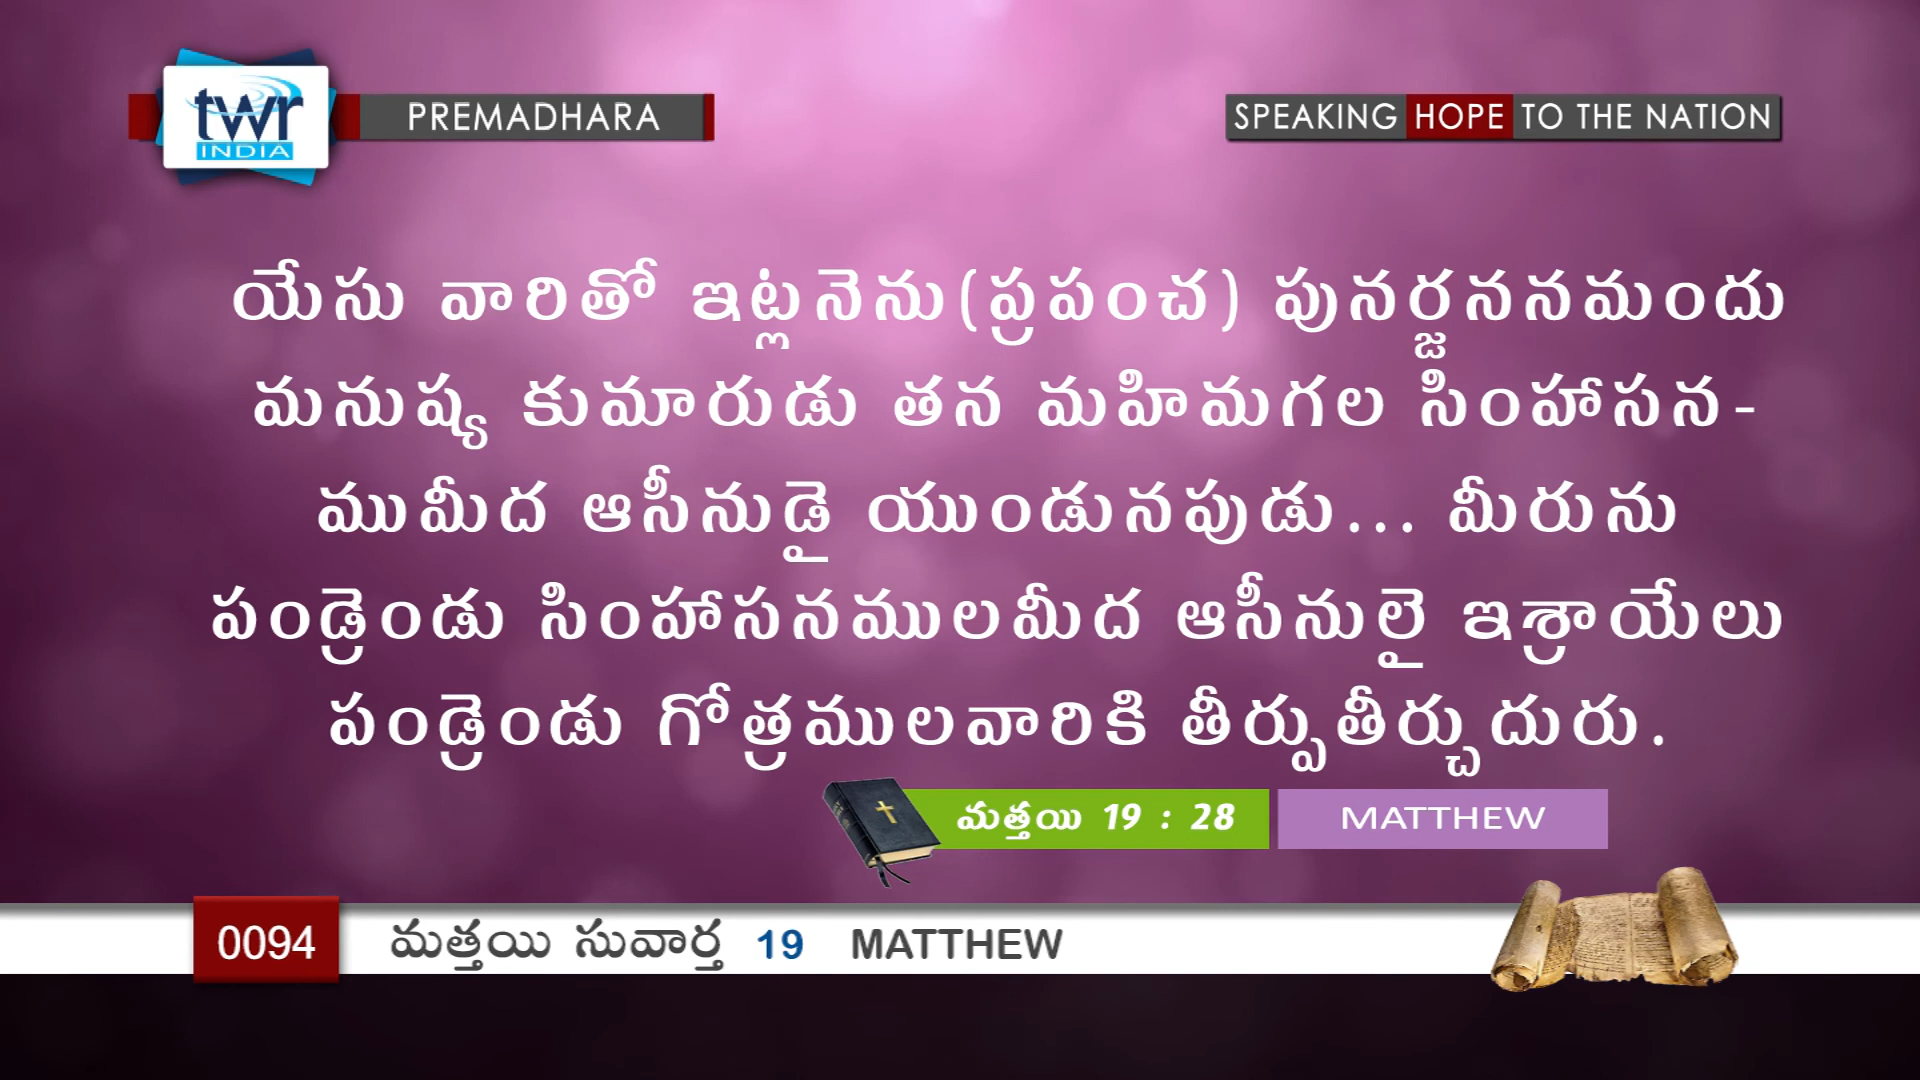 twr
INDIA
PREMADHARA
SPEAKING HOPE TO THE NATION
యేసు వారితో ఇట్లనెను(ప్రపంచ) పునర్జననమందు
మనుష్య కుమారుడు తన మహిమగల సింహాసన-
ముమీద ఆసీనుడై యుండునపుడు... మీరును
పండ్రెండు సింహాసనములమీద ఆసీనులై ఇశ్రాయేలు
పండ్రెండు గోత్రములవారికి తీర్పుతీర్చుదురు.
మత్తయి 19 : 28 MATTHEW
0094 మత్తయి సువార్త 19 MATTHEW